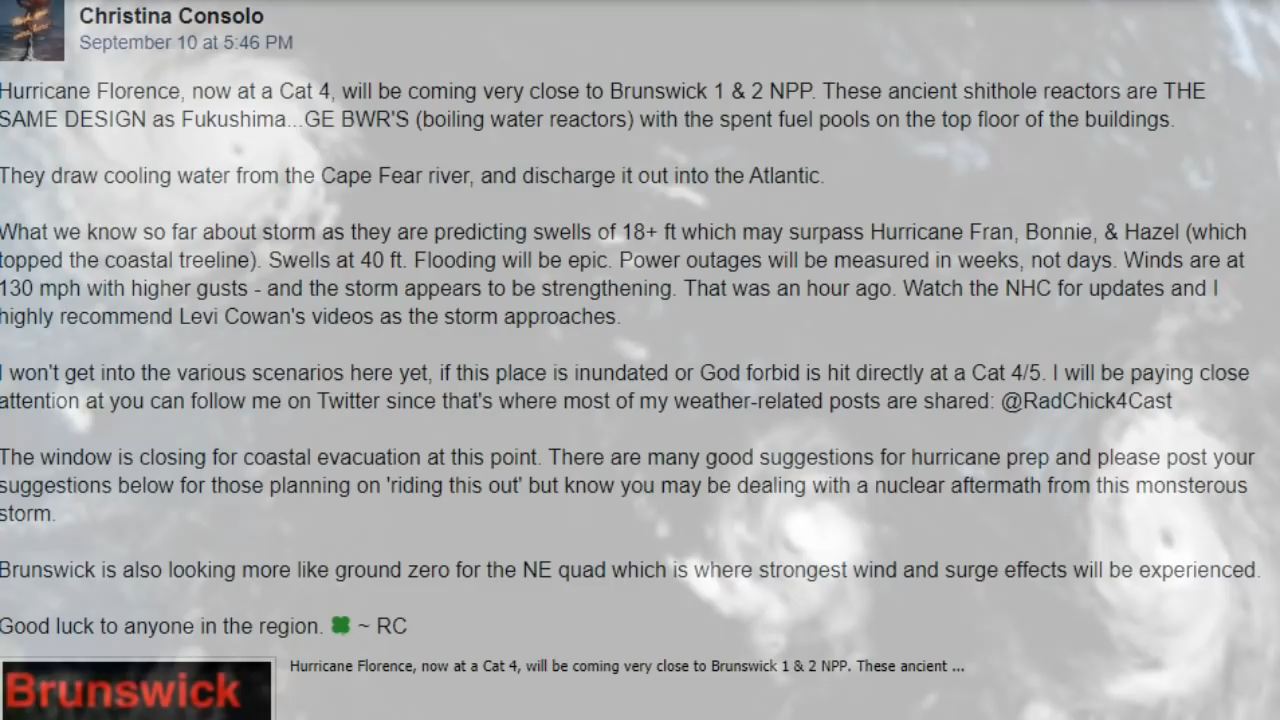 Christina Consolo
September 10 at 5:46 PM
Hurricane Florence, now at a Cat 4, will be coming very close to Brunswick 1 & 2 NPP. These ancient shithole reactors are THE
SAME DESIGN as Fukushima...GE BWR'S (boiling water reactors) with the spent fuel pools on the top floor of the buildings.
They draw cooling water from the Cape Fear river, and discharge it out into the Atlantic.
What we know so far about storm as they are predicting swells of 18+ ft which may surpass Hurricane Fran, Bonnie, & Hazel (which
topped the coastal treeline). Swells at 40 ft. Flooding will be epic. Power outages will be measured in weeks, not days. Winds are at
130 mph with higher gusts - and the storm appears to be strengthening. That was an hour ago. Watch the NHC for updates and I
highly recommend Levi Cowan's videos as the storm approaches.
I won't get into the various scenarios here yet, if this place is inundated or God forbid is hit directly at a Cat 4/5. I will be paying close
attention at you can follow me on Twitter since that's where most of my weather-related posts are shared: @RadChick4Cast
The window is closing for coastal evacuation at this point. There are many good suggestions for hurricane prep and please post your
suggestions below for those planning on 'riding this out' but know you may be dealing with a nuclear aftermath from this monsterous
storm.
Brunswick is also looking more like ground zero for the NE quad which is where strongest wind and surge effects will be experienced.
Good luck to anyone in the region. 🍀 ~ RC
Hurricane Florence, now at a Cat 4, will be coming very close to Brunswick 1 & 2 NPP. These ancient ...
Brunswick